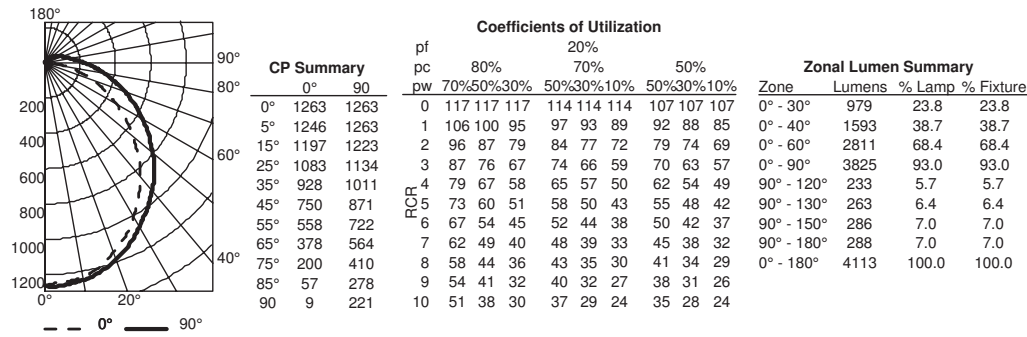 180°
90°
80°
200
400
60°
600
800
1000
40°
1200
0° 20°
0° 90°
CP Summary
0° 90
0° 1263 1263
5° 1246 1263
15° 1197 1223
25° 1083 1134
35° 928 1011
45° 750 871
55° 558 722
65° 378 564
75° 200 410
85° 57 278
90 9 221
Coefficients of Utilization
pf 20%
pc 80% 70% 50%
pw 70%50%30% 50%30%10% 50%30%10%
RCR
0 117 117 117 114 114 114 107 107 107
1 106 100 95 97 93 89 92 88 85
2 96 87 79 84 77 72 79 74 69
3 87 76 67 74 66 59 70 63 57
4 79 67 58 65 57 50 62 54 49
5 73 60 51 58 50 43 55 48 42
6 67 54 45 52 44 38 50 42 37
7 62 49 40 48 39 33 45 38 32
8 58 44 36 43 35 30 41 34 29
9 54 41 32 40 32 27 38 31 26
10 51 38 30 37 29 24 35 28 24
Zonal Lumen Summary
Zone Lumens % Lamp % Fixture
0° - 30° 979 23.8 23.8
0° - 40° 1593 38.7 38.7
0° - 60° 2811 68.4 68.4
0° - 90° 3825 93.0 93.0
90° - 120° 233 5.7 5.7
90° - 130° 263 6.4 6.4
90° - 150° 286 7.0 7.0
90° - 180° 288 7.0 7.0
0° - 180° 4113 100.0 100.0